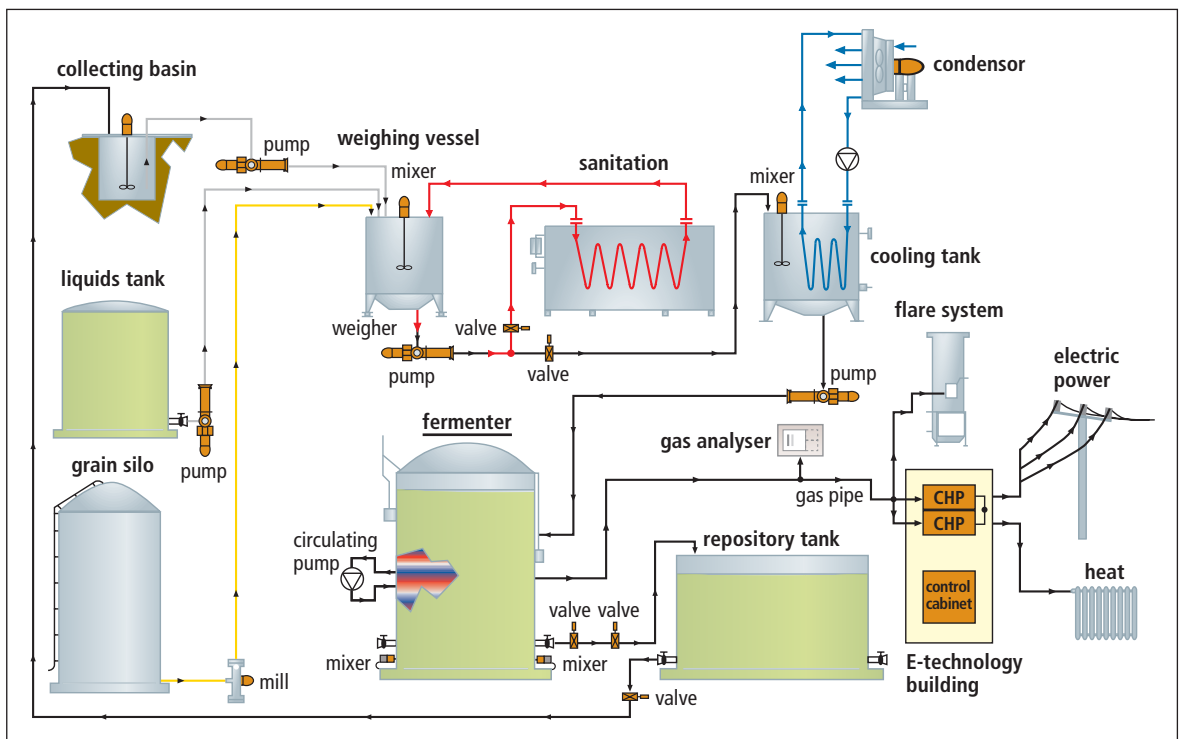 collecting basin
condensor
pump
weighing vessel
mixer
sanitation
mixer
liquids tank
cooling tank
flare system
weigher
valve
pump
valve
pump
electric
power
fermenter
gas analyser
pump
grain silo
gas pipe
CHP
CHP
circulating
pump
repository tank
heat
control
cabinet
valve
valve
mixer
mixer
E-technology
building
mill
valve